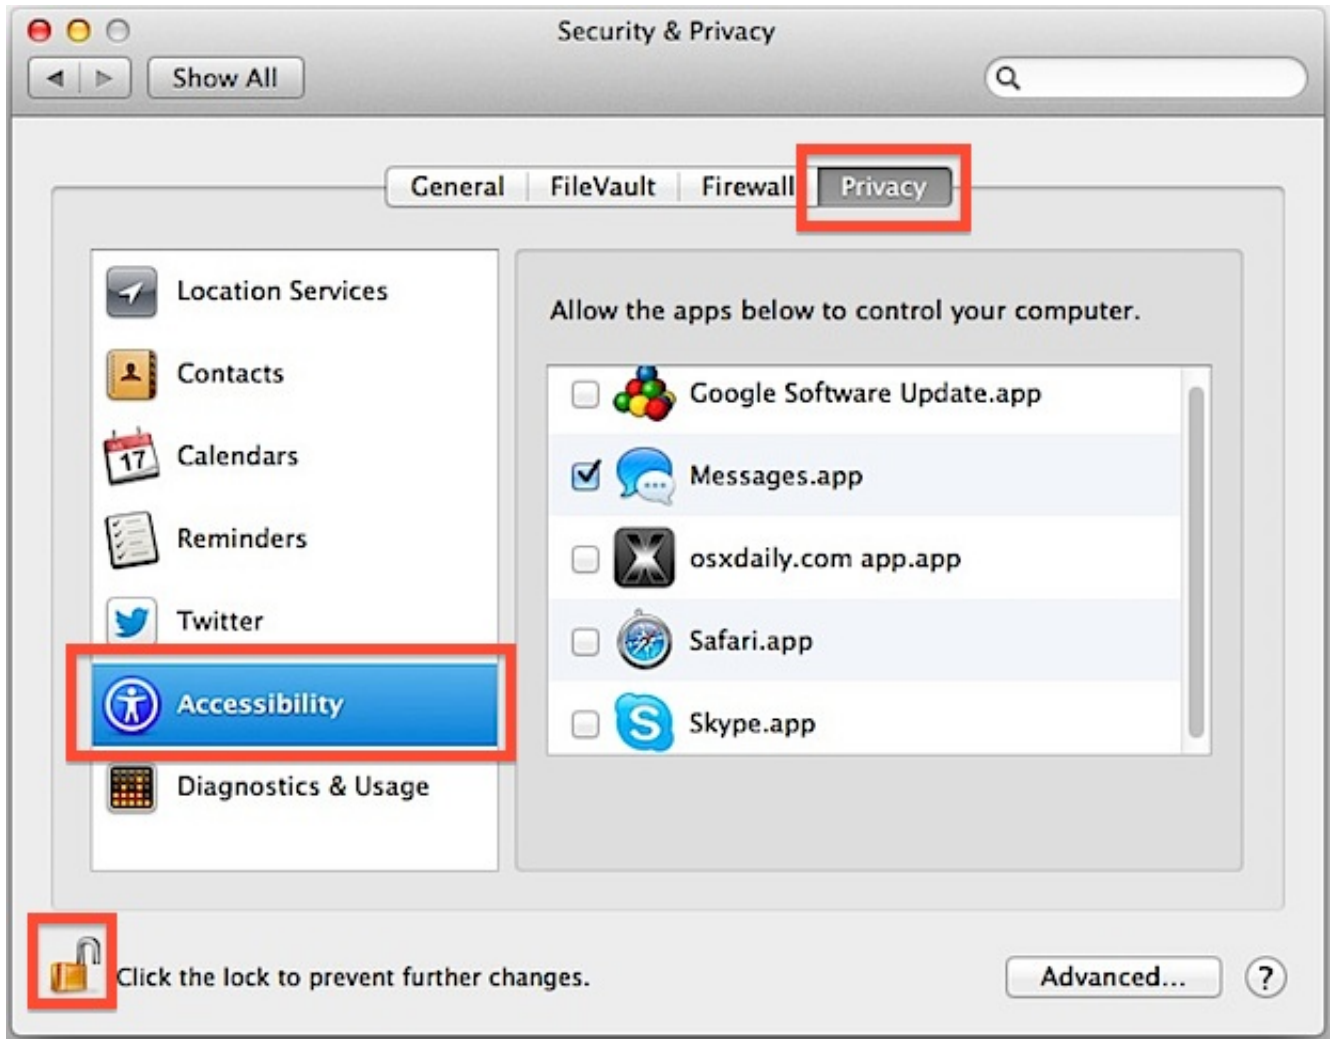 Security & Privacy
Show All
General FileVault Firewall Privacy
Location Services
Contacts
17
Calendars
Reminders
Twitter
Accessibility
Diagnostics & Usage
Allow the apps below to control your computer.
Google Software Update.app
Messages.app
X
osxdaily.com app.app
Safari.app
S
Skype.app
Click the lock to prevent further changes.
Advanced...
?